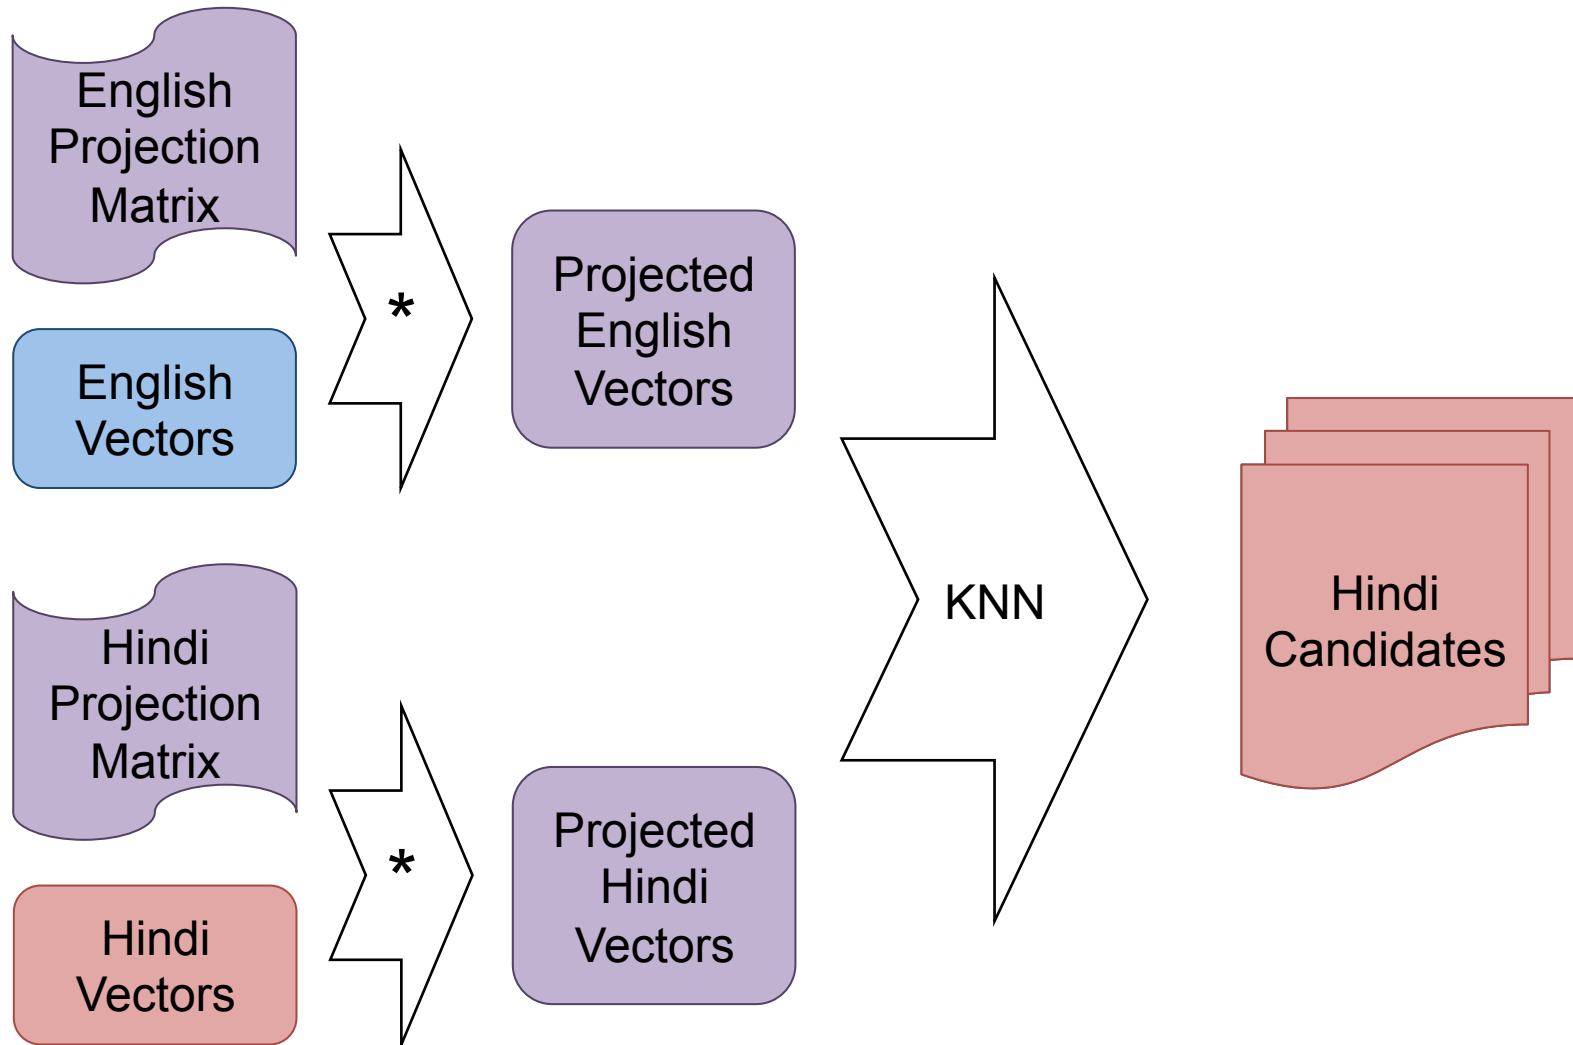 English
Projection
Matrix
English
Vectors
*
Projected
English
Vectors
Hindi
Projection
Matrix
Hindi
Vectors
*
Projected
Hindi
Vectors
KNN
Hindi
Candidates